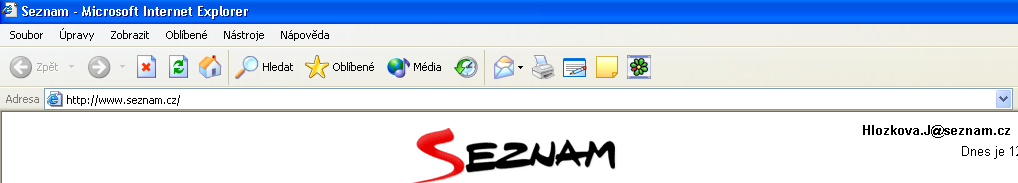 Seznam - Microsoft Internet Explorer
Soubor Úpravy Zobrazit Oblíbené Nástroje Nápověda
Zpět Hledat Oblíbené Média
Adresa http://www.seznam.cz/
Hlozkova.J@seznam.cz
SEZNAM
Dnes je 12